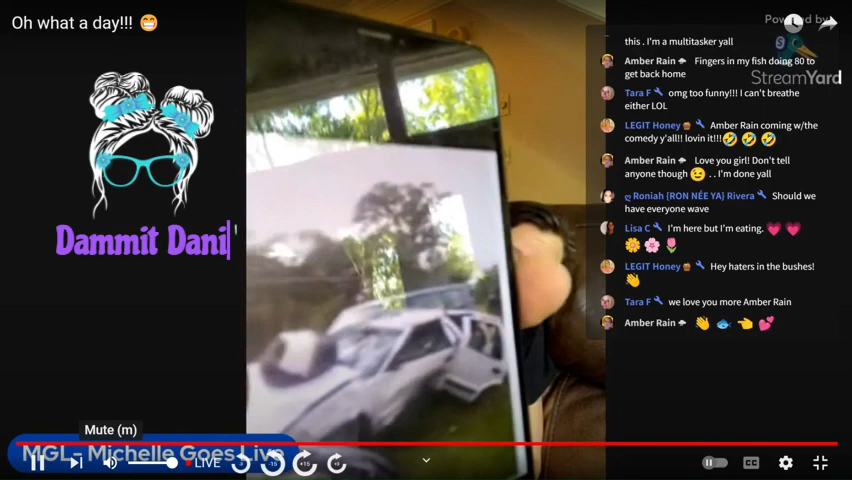 Oh what a day!!! 😁
Powered by
StreamYard
Dammit Dani
this . I'm a multitasker yall
Amber Rain Fingers in my fish doing 80 to
get back home
Tara F omg too funny!!! I can't breathe
either LOL
LEGIT Honey Amber Rain coming w/the
comedy y'all!! lovin it!!!🤣 🤣 🤣
Amber Rain Love you girl! Don't tell
anyone though 😉 . . I'm done yall
ღ Roniah {RON NÉE YA} Rivera Should we
have everyone wave
Lisa C I'm here but I'm eating. 💗 💗
🌼 🌸 🌷
LEGIT Honey Hey haters in the bushes!
👋
Tara F we love you more Amber Rain
Amber Rain 👋 🐟 👈 💕
Mute (m)
MGL- Michelle Goes Live
LIVE
-15
+15
CC